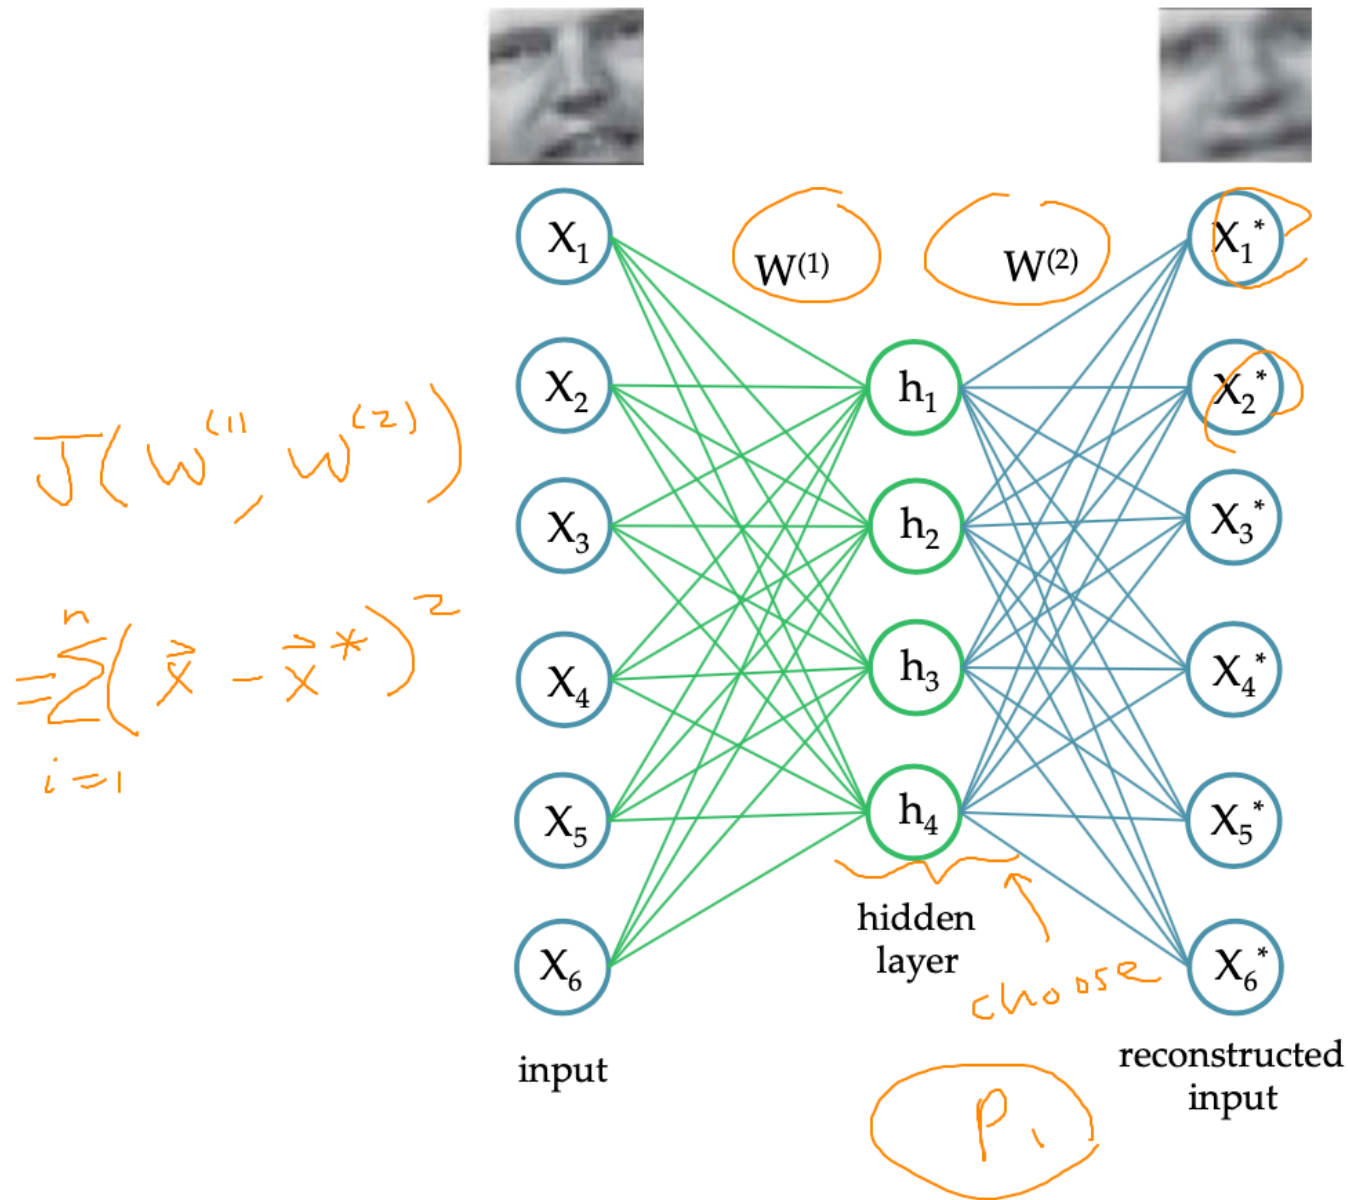 X₁
X₂
X₃
X₄
X₅
X₆
input
W⁽¹⁾
W⁽²⁾
h₁
h₂
h₃
h₄
hidden
layer
X₁*
X₂*
X₃*
X₄*
X₅*
X₆*
reconstructed
input
J(W⁽¹⁾, W⁽²⁾)
n
=∑(x⃗ − x⃗*)²
i=1
choose
P₁